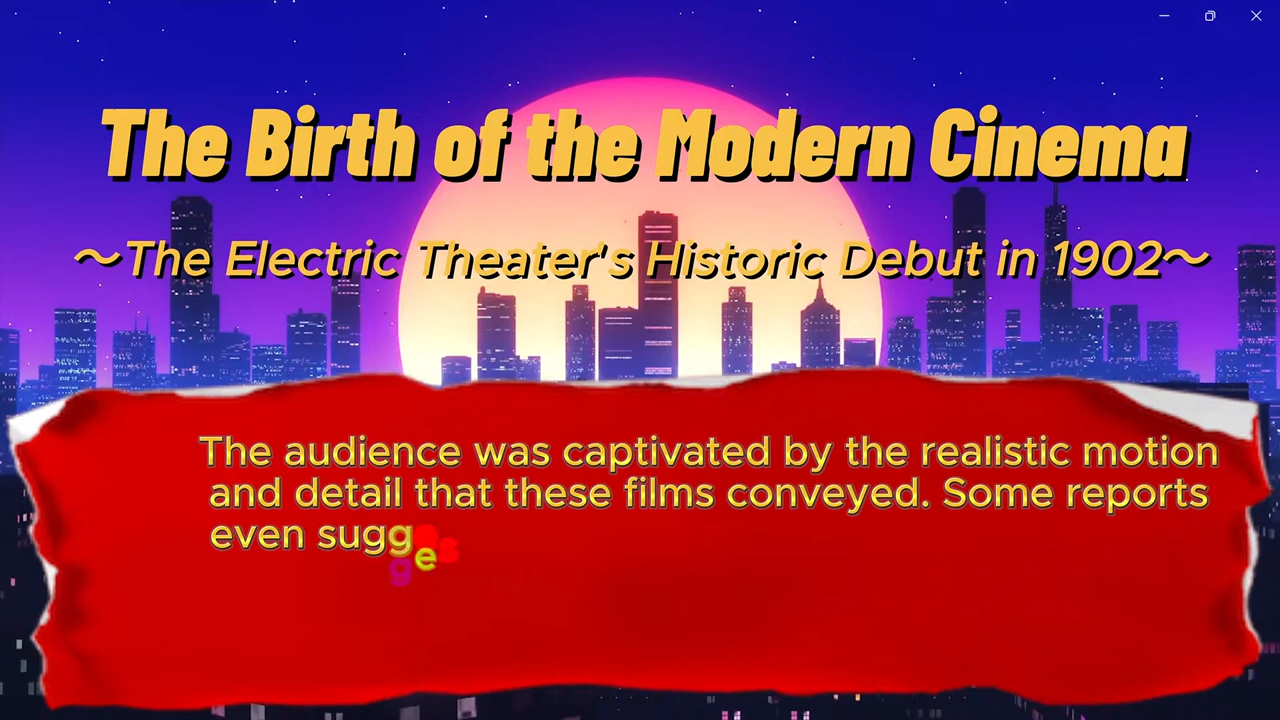 The Birth of the Modern Cinema
～The Electric Theater's Historic Debut in 1902～
The audience was captivated by the realistic motion
and detail that these films conveyed. Some reports
even sugges